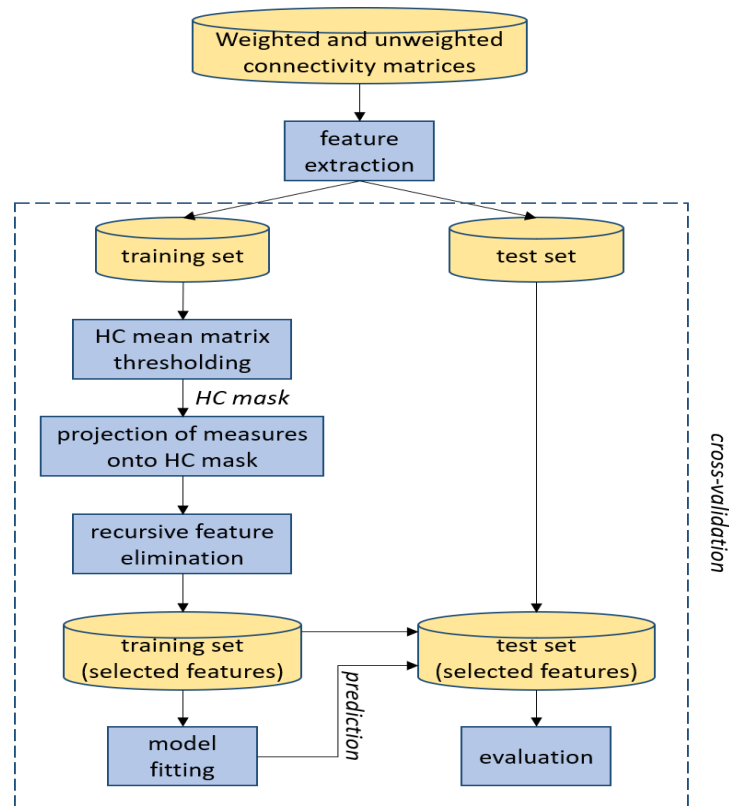 Weighted and unweighted
connectivity matrices
feature
extraction
training set
test set
HC mean matrix
thresholding
HC mask
projection of measures
onto HC mask
recursive feature
elimination
training set
(selected features)
test set
(selected features)
prediction
model
fitting
evaluation
cross-validation